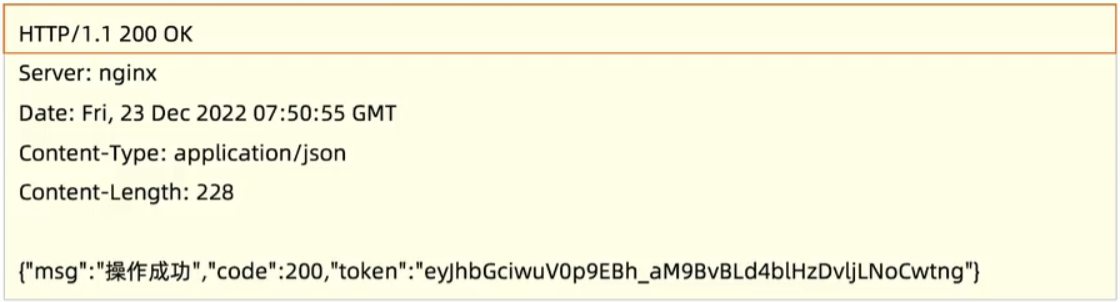 HTTP/1.1 200 OK
Server: nginx
Date: Fri, 23 Dec 2022 07:50:55 GMT
Content-Type: application/json
Content-Length: 228
{"msg":"操作成功","code":200,"token":"eyJhbGciwuV0p9EBh_aM9BvBLd4blHzDvljLNoCwtng"}